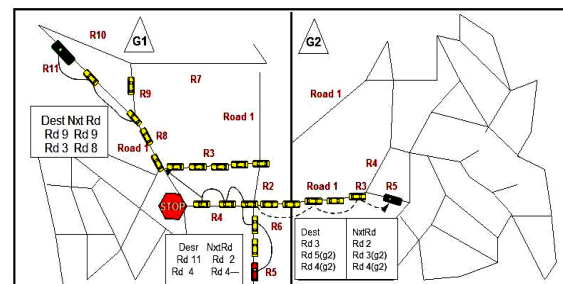 R10
G1
G2
R11
R7
R9
Road 1
Road 1
Dest Nxt Rd
Rd 9 Rd 9
Rd 3 Rd 8
R8
Road 1
R3
R4
R2
Road 1
R3
R5
STOP
R4
R6
R5
Desr NxtRd
Rd 11 Rd 2
Rd 4 Rd 4---
Dest NxtRd
Rd 3 Rd 2
Rd 5(g2) Rd 3(g2)
Rd 4(g2) Rd 4(g2)